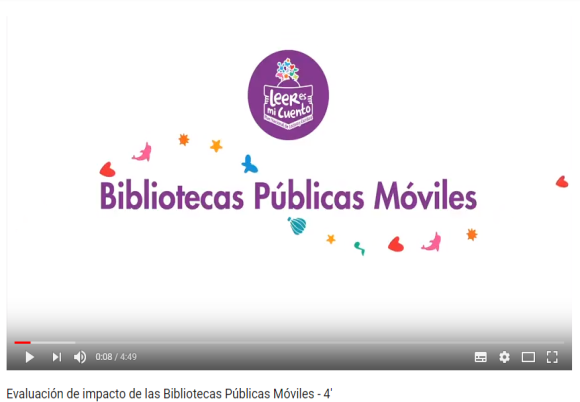 Leer es
mi Cuento
Bibliotecas Públicas Móviles
0:08 / 4:49
Evaluación de impacto de las Bibliotecas Públicas Móviles - 4'